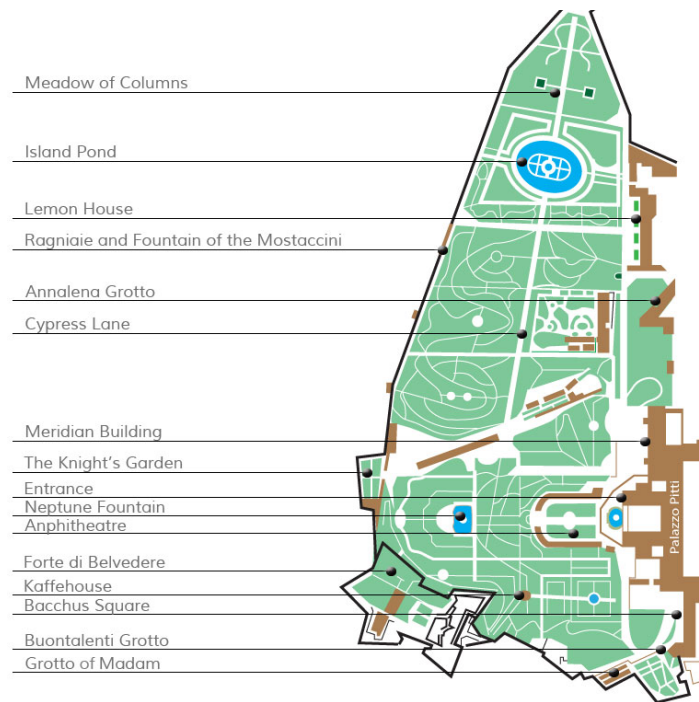 Meadow of Columns
Island Pond
Lemon House
Ragniaie and Fountain of the Mostaccini
Annalena Grotto
Cypress Lane
Meridian Building
The Knight's Garden
Entrance
Neptune Fountain
Anphitheatre
Palazzo Pitti
Forte di Belvedere
Kaffehouse
Bacchus Square
Buontalenti Grotto
Grotto of Madam